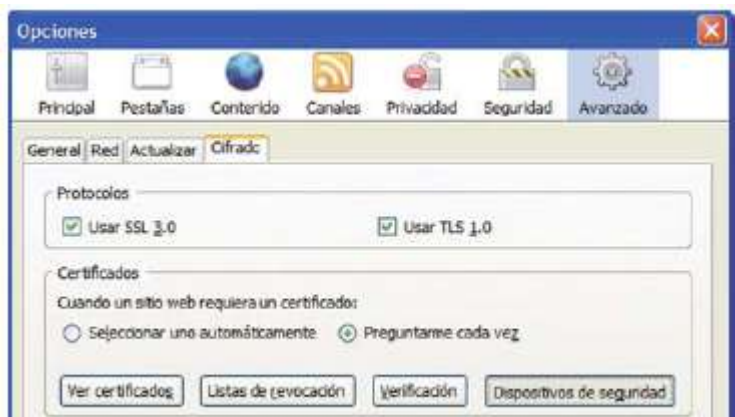 Opciones
Principal Pestañas Contenido Canales Privacidad Seguridad Avanzado
General Red Actualizar Cifrado
Protocolos
Usar SSL 3.0 Usar TLS 1.0
Certificados
Cuando un sitio web requiera un certificado:
Seleccionar uno automáticamente Preguntarme cada vez
Ver certificados Listas de revocación Verificación Dispositivos de seguridad